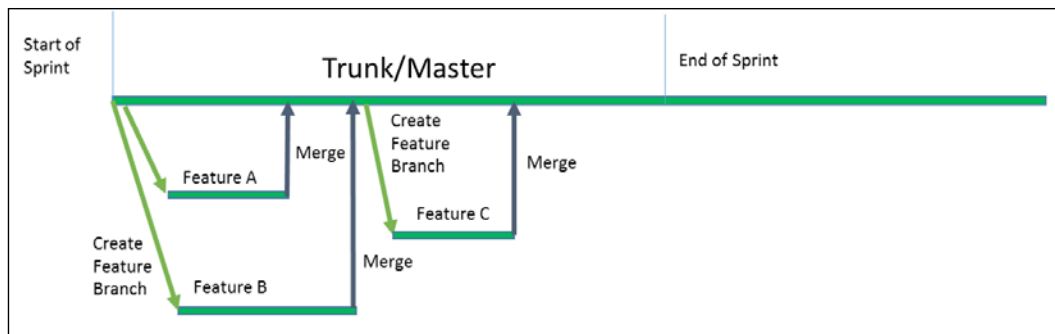 Start of
Sprint
Trunk/Master
End of Sprint
Create
Feature
Branch
Merge
Merge
Feature A
Feature C
Create
Feature
Branch
Merge
Feature B